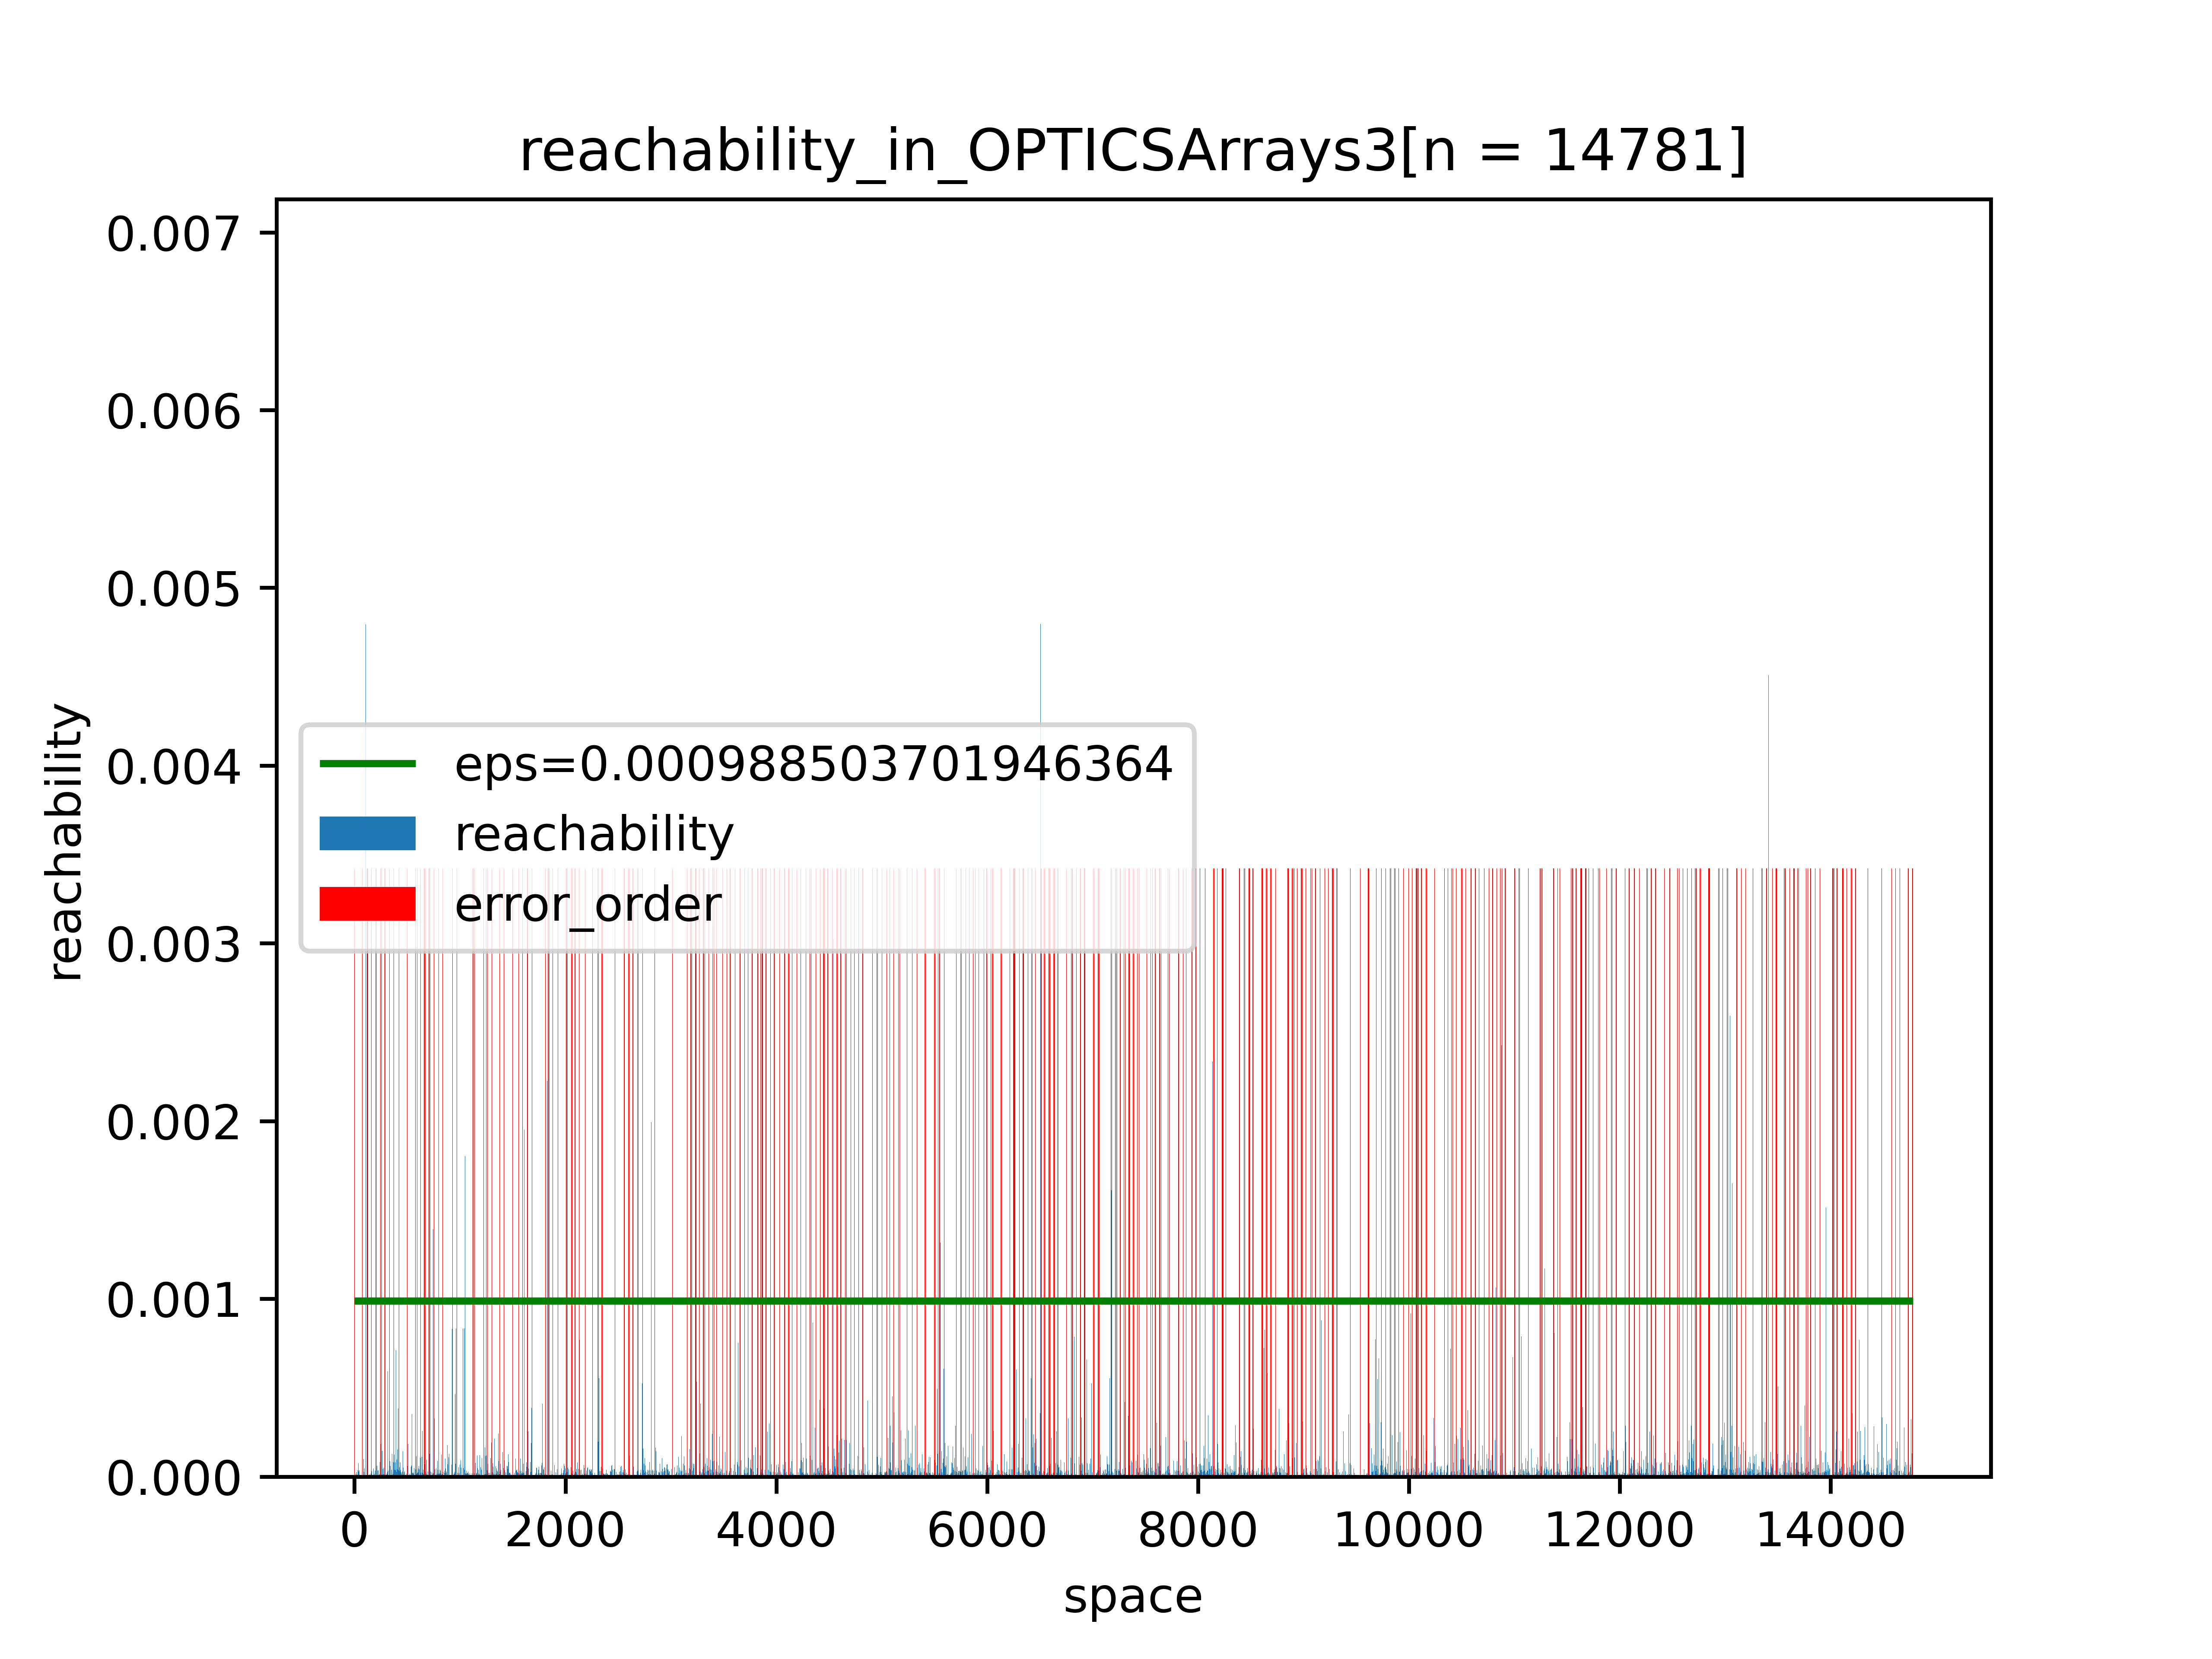 reachability_in_OPTICSArrays3[n = 14781]
0.007
0.006
0.005
0.004
0.003
0.002
0.001
0.000
reachability
eps=0.000988503701946364
reachability
error_order
0 2000 4000 6000 8000 10000 12000 14000
space